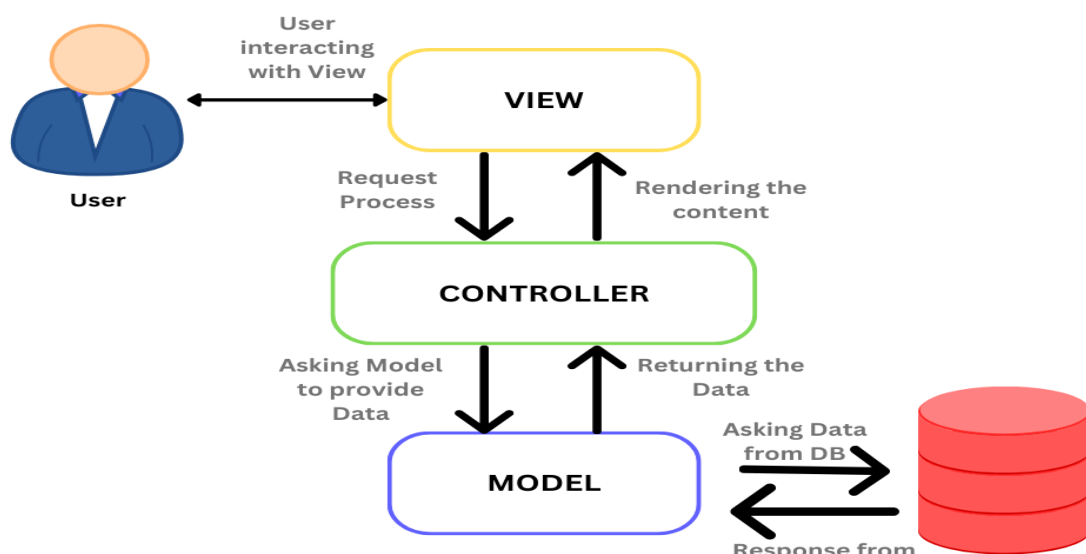 User
interacting
with View
VIEW
User
Request
Process
Rendering the
content
CONTROLLER
Asking Model
to provide
Data
Returning the
Data
Asking Data
from DB
MODEL
Response from